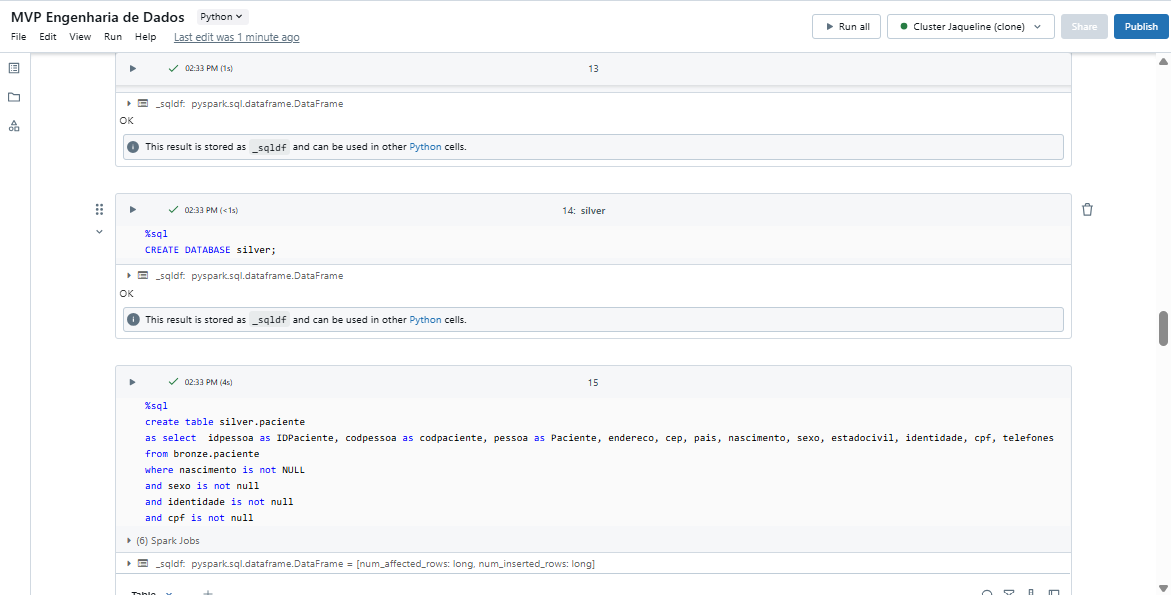 MVP Engenharia de Dados Python
File Edit View Run Help Last edit was 1 minute ago
Run all Cluster Jaqueline (clone) Share Publish
02:33 PM (1s) 13
_sqldf: pyspark.sql.dataframe.DataFrame
OK
This result is stored as _sqldf and can be used in other Python cells.
02:33 PM (<1s) 14: silver
%sql
CREATE DATABASE silver;
_sqldf: pyspark.sql.dataframe.DataFrame
OK
This result is stored as _sqldf and can be used in other Python cells.
02:33 PM (4s) 15
%sql
create table silver.paciente
as select  idpessoa as IDPaciente, codpessoa as codpaciente, pessoa as Paciente, endereco, cep, pais, nascimento, sexo, estadocivil, identidade, cpf, telefones
from bronze.paciente
where nascimento is not NULL
and sexo is not null
and identidade is not null
and cpf is not null
(6) Spark Jobs
_sqldf: pyspark.sql.dataframe.DataFrame = [num_affected_rows: long, num_inserted_rows: long]
Table +